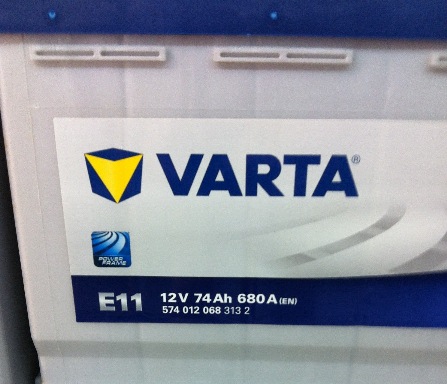 VARTA®
POWER
FRAME
E11
12V 74Ah 680A (EN)
574 012 068 313 2